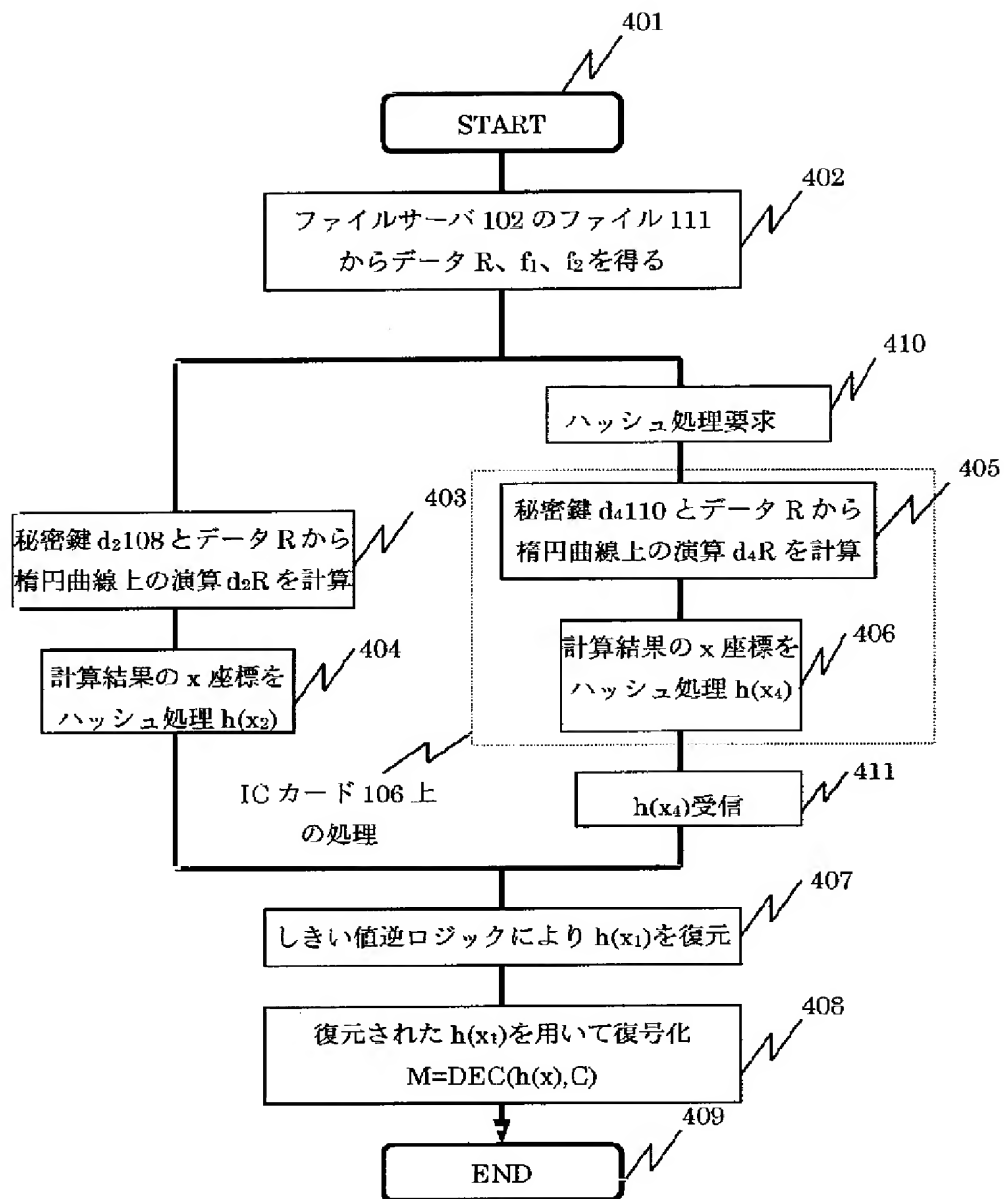 401
START
402
ファイルサーバ 102 のファイル 111
からデータ R、f₁、f₂を得る
410
ハッシュ処理要求
405
403
秘密鍵 d₄110 とデータ R から
楕円曲線上の演算 d₄R を計算
秘密鍵 d₂108 とデータ R から
楕円曲線上の演算 d₂R を計算
404
406
計算結果の x 座標を
ハッシュ処理 h(x₄)
計算結果の x 座標を
ハッシュ処理 h(x₂)
IC カード 106 上
の処理
411
h(x₄)受信
407
しきい値逆ロジックにより h(x₁)を復元
408
復元された h(x₁)を用いて復号化
M=DEC(h(x),C)
409
END